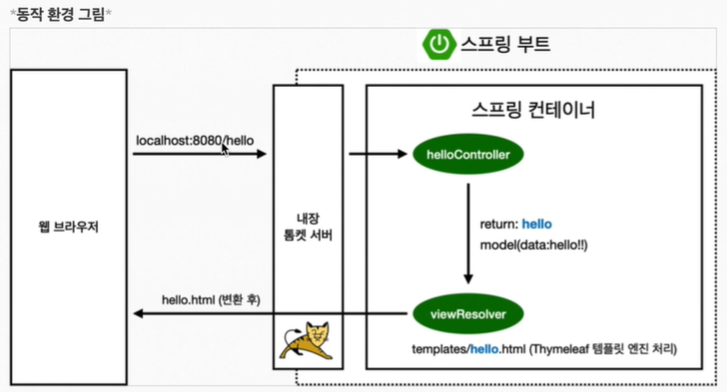 *동작 환경 그림*
스프링 부트
스프링 컨테이너
localhost:8080/hello
helloController
웹 브라우저
내장
톰켓 서버
return: hello
model(data:hello!!)
hello.html (변환 후)
viewResolver
templates/hello.html (Thymeleaf 템플릿 엔진 처리)